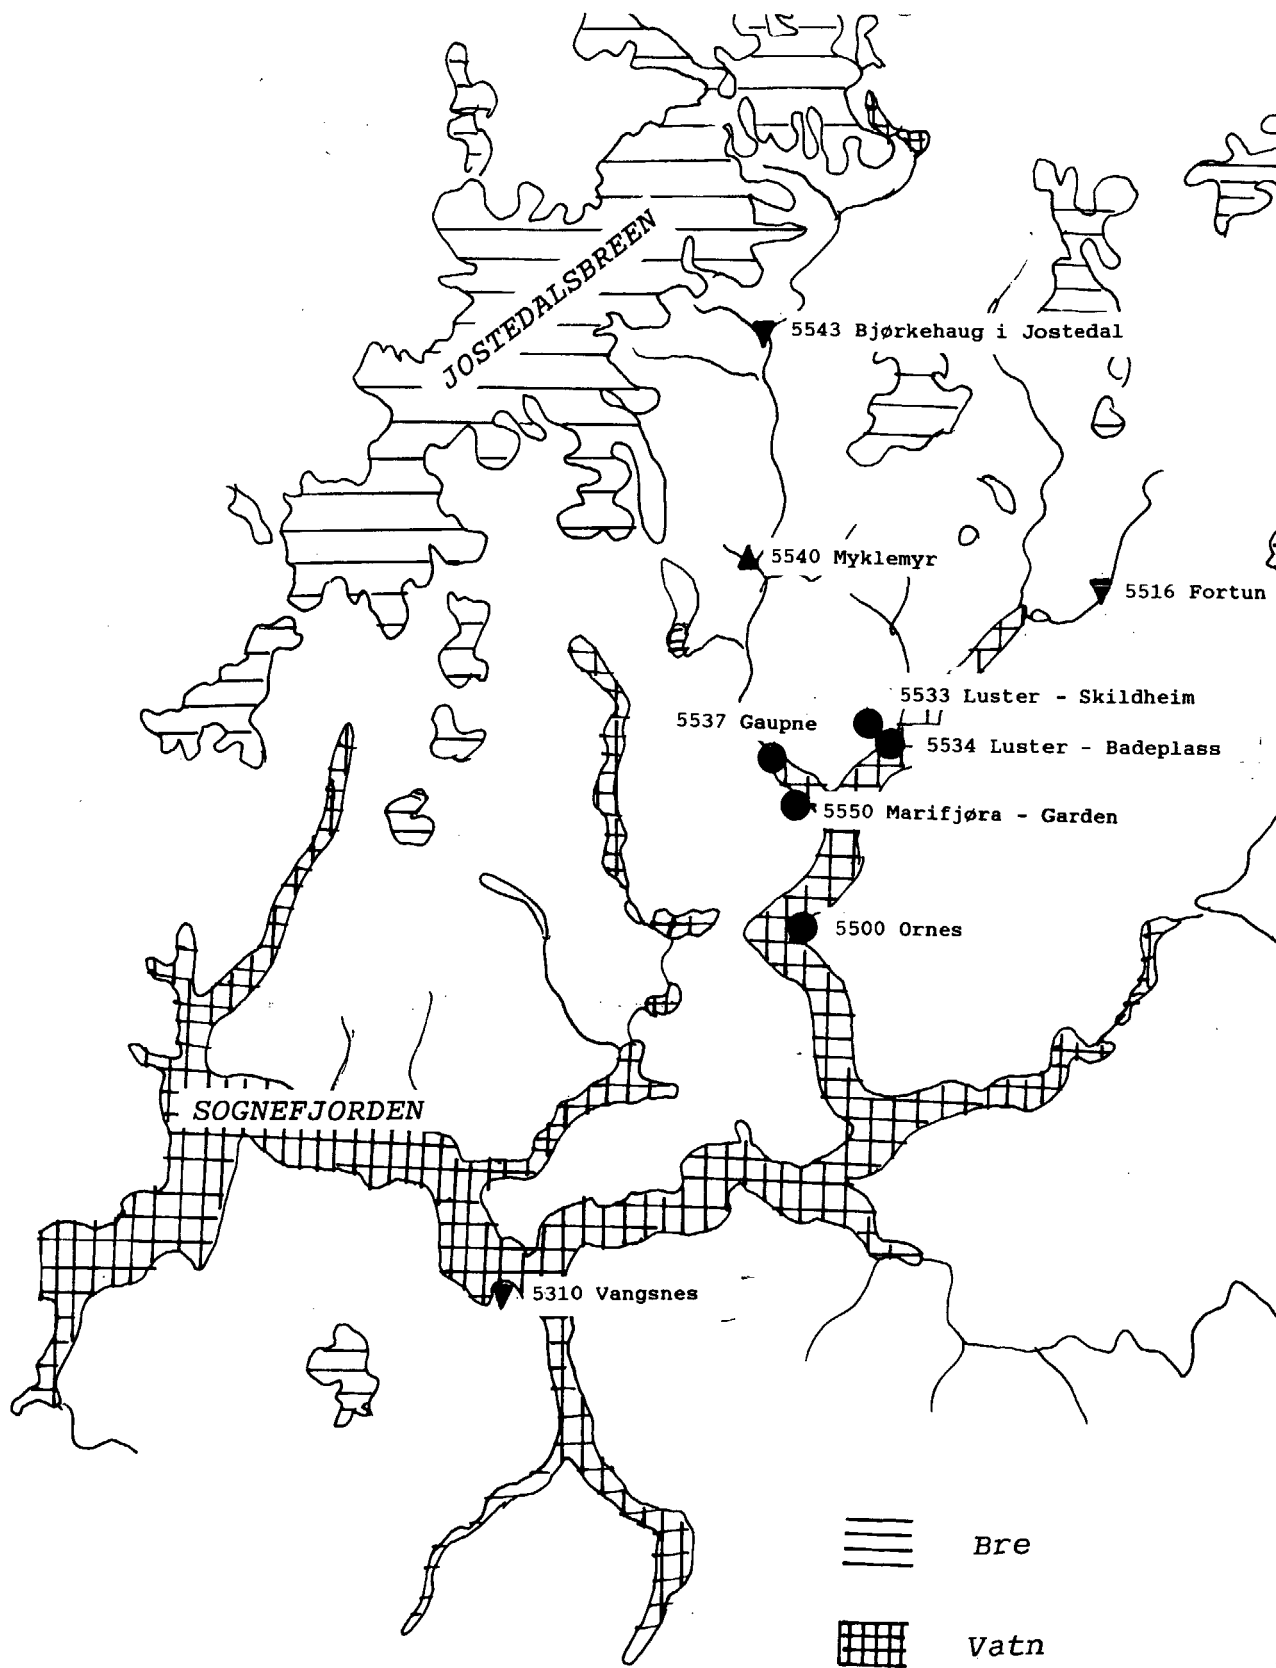 JOSTEDALSBREEN
5543 Bjørkehaug i Jostedal
5540 Myklemyr
5516 Fortun
5533 Luster - Skildheim
5537 Gaupne
5534 Luster - Badeplass
5550 Marifjøra - Garden
5500 Ornes
SOGNEFJORDEN
5310 Vangsnes
Bre
Vatn